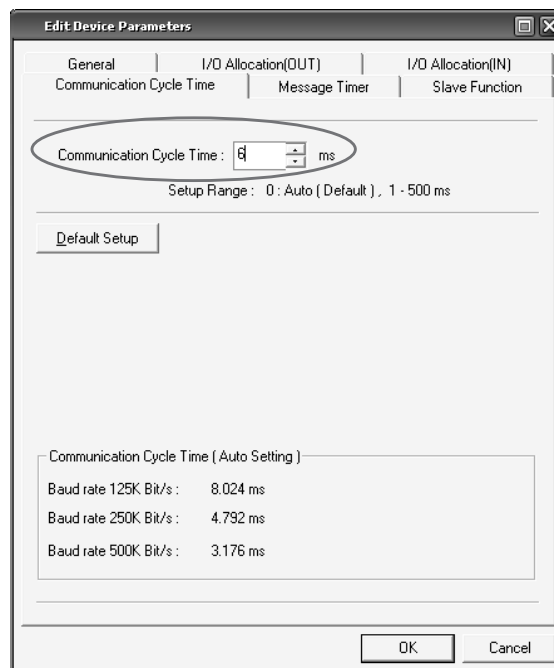 Edit Device Parameters
General
I/O Allocation(OUT)
I/O Allocation(IN)
Communication Cycle Time
Message Timer
Slave Function
Communication Cycle Time : 6 ms
Setup Range : 0 : Auto ( Default ) , 1 - 500 ms
Default Setup
Communication Cycle Time ( Auto Setting )
Baud rate 125K Bit/s : 8.024 ms
Baud rate 250K Bit/s : 4.792 ms
Baud rate 500K Bit/s : 3.176 ms
OK
Cancel